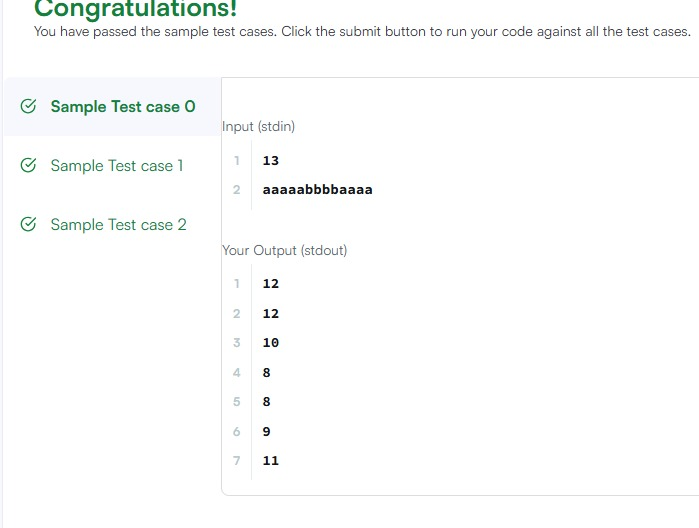 Congratulations!
You have passed the sample test cases. Click the submit button to run your code against all the test cases.
Sample Test case 0
Sample Test case 1
Sample Test case 2
Input (stdin)
1 13
2 aaaaabbbbaaaa
Your Output (stdout)
1 12
2 12
3 10
4 8
5 8
6 9
7 11